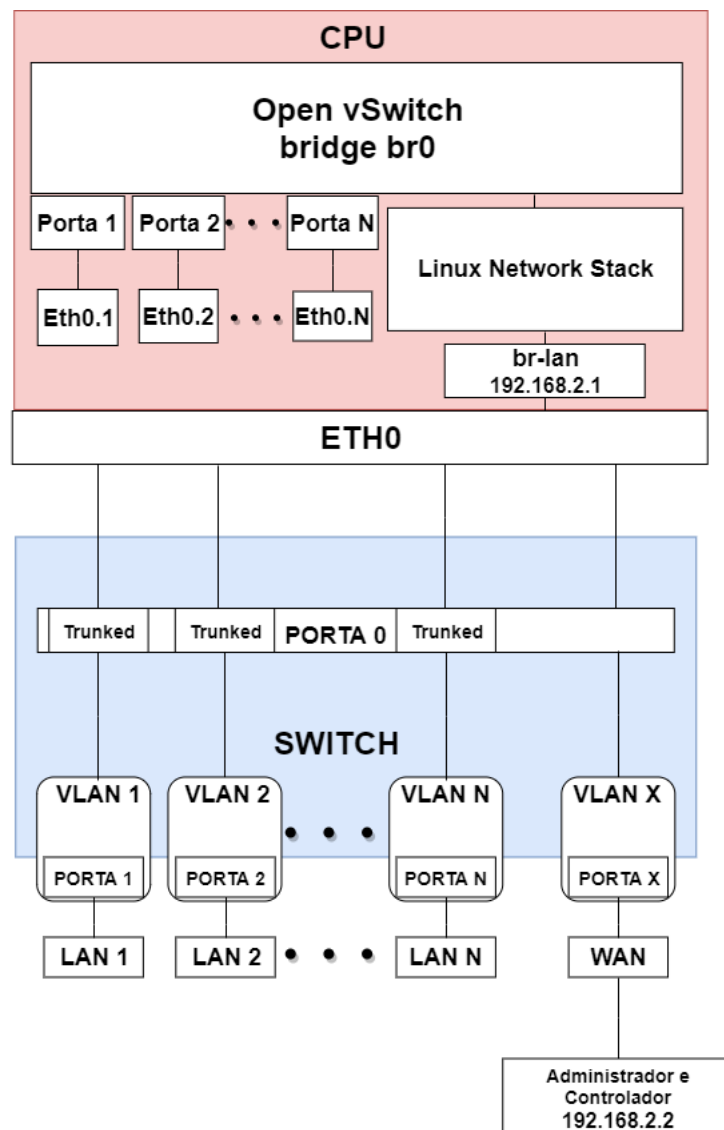 CPU
Open vSwitch
bridge br0
Porta 1
Porta 2
Porta N
Linux Network Stack
Eth0.1
Eth0.2
Eth0.N
br-lan
192.168.2.1
ETH0
Trunked
Trunked
PORTA 0
Trunked
SWITCH
VLAN 1
VLAN 2
VLAN N
VLAN X
PORTA 1
PORTA 2
PORTA N
PORTA X
LAN 1
LAN 2
LAN N
WAN
Administrador e
Controlador
192.168.2.2